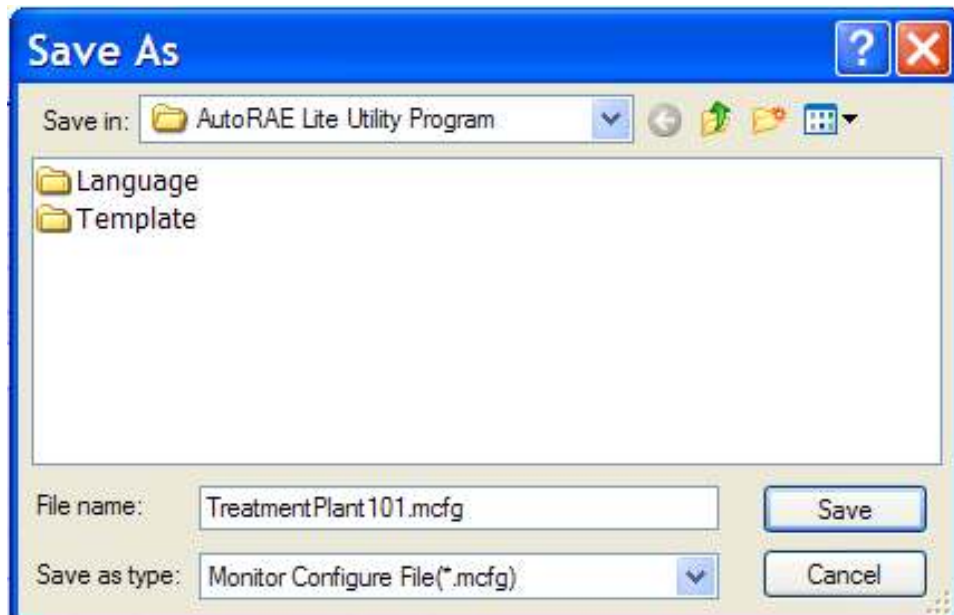 Save As
Save in: AutoRAE Lite Utility Program
Language
Template
File name: TreatmentPlant101.mcfg Save
Save as type: Monitor Configure File(*.mcfg) Cancel